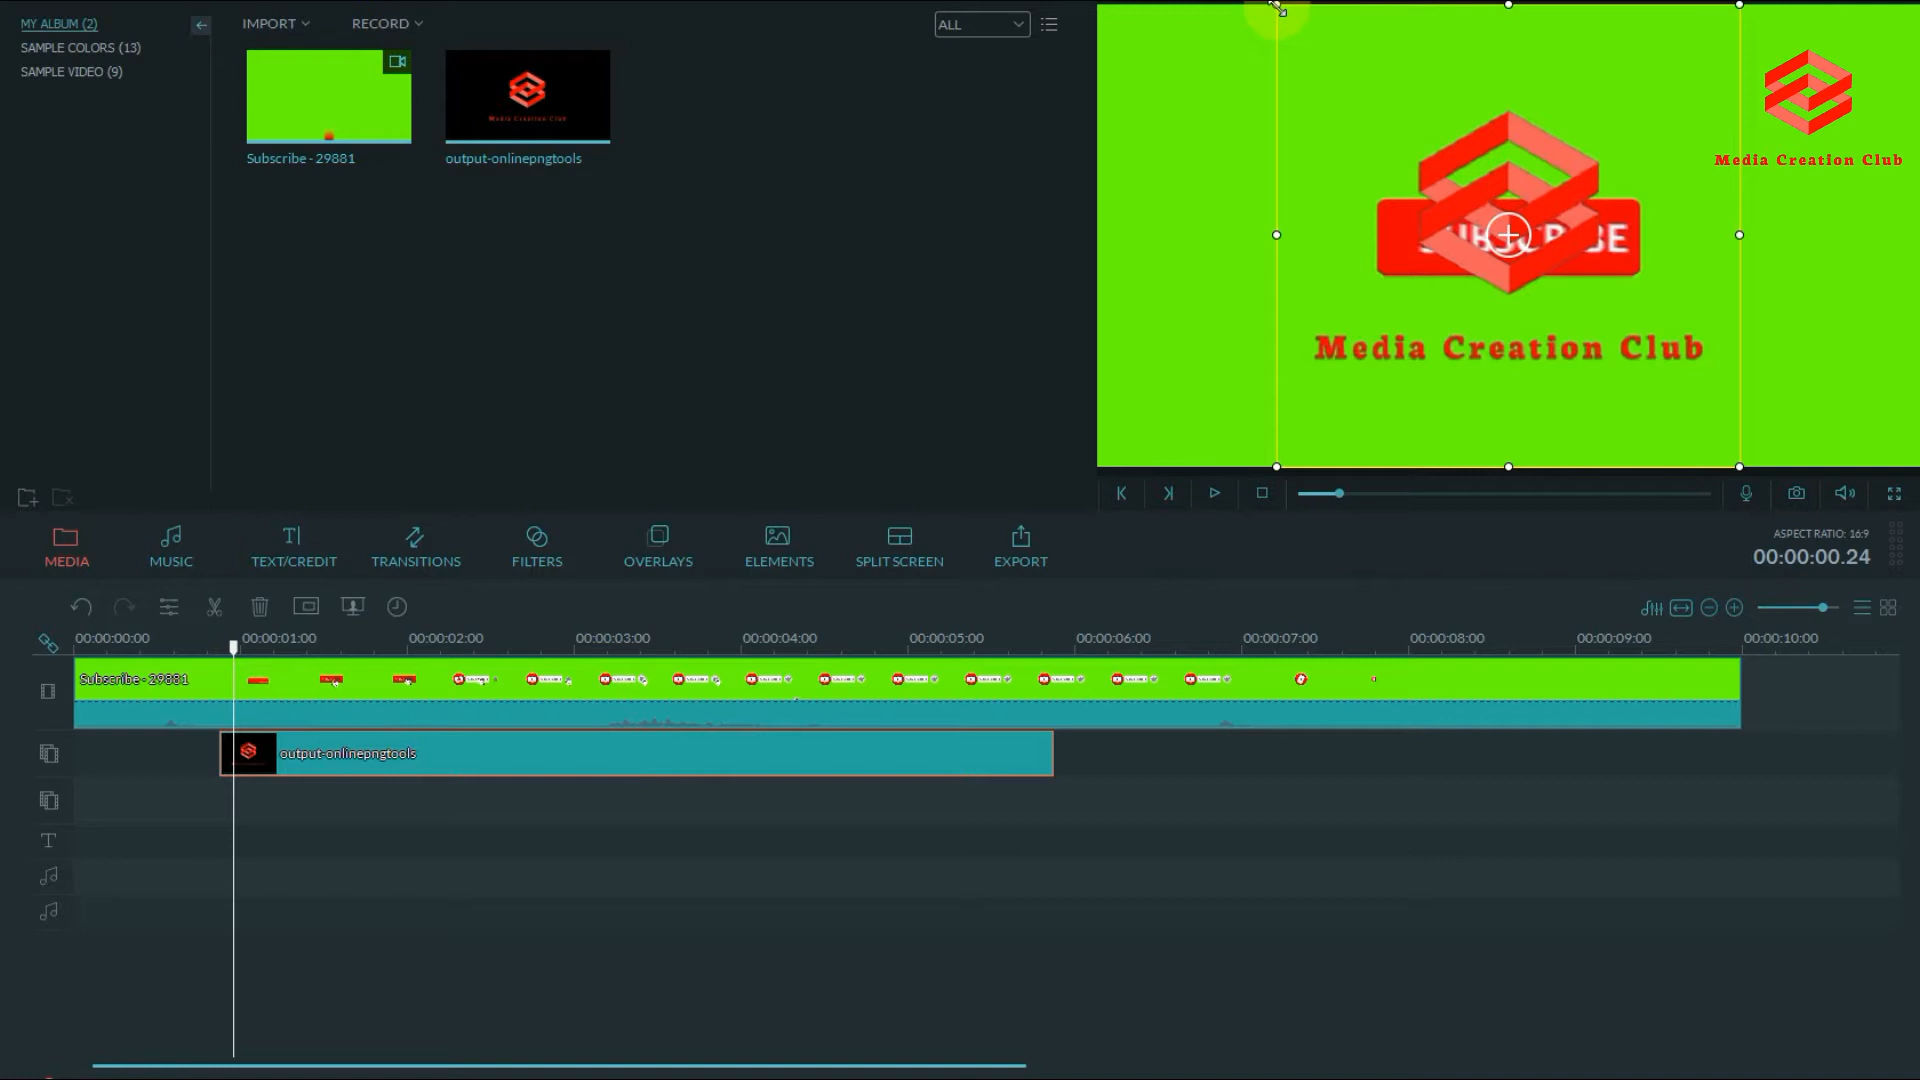 MY ALBUM (2)
SAMPLE COLORS (13)
SAMPLE VIDEO (9)
IMPORT
RECORD
ALL
Media Creation Club
Subscribe - 29881
output-onlinepngtools
SUBSCRIBE
Media Creation Club
Media Creation Club
MEDIA
MUSIC
TEXT/CREDIT
TRANSITIONS
FILTERS
OVERLAYS
ELEMENTS
SPLIT SCREEN
EXPORT
ASPECT RATIO: 16:9
00:00:00.24
00:00:00:00
00:00:01:00
00:00:02:00
00:00:03:00
00:00:04:00
00:00:05:00
00:00:06:00
00:00:07:00
00:00:08:00
00:00:09:00
00:00:10:00
Subscribe - 29881
output-onlinepngtools